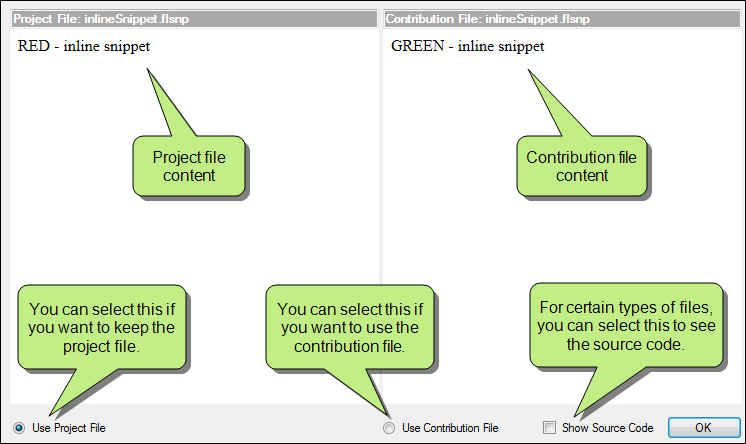 Project File: inlineSnippet.flsnp
Contribution File: inlineSnippet.flsnp
RED - inline snippet
GREEN - inline snippet
Project file
content
Contribution file
content
You can select this if
you want to keep the
project file.
You can select this if
you want to use the
contribution file.
For certain types of files,
you can select this to see
the source code.
Use Project File
Use Contribution File
Show Source Code
OK